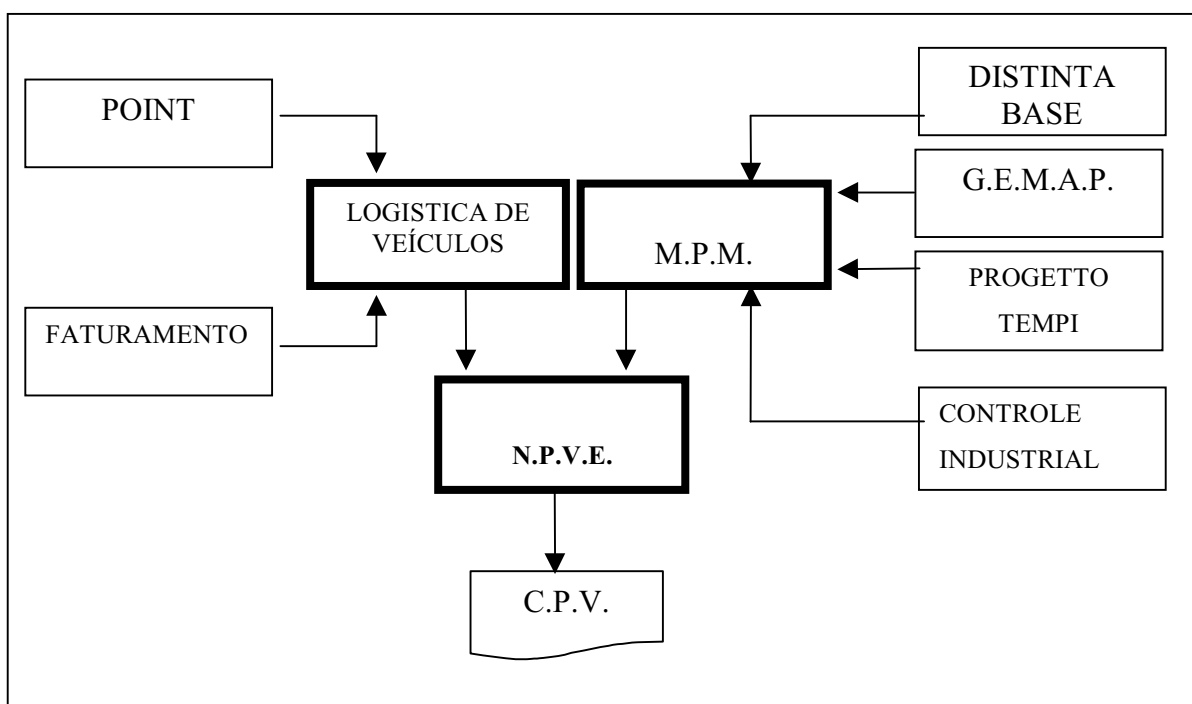 POINT
DISTINTA
BASE
G.E.M.A.P.
LOGISTICA DE
VEÍCULOS
M.P.M.
PROGETTO
TEMPI
FATURAMENTO
N.P.V.E.
CONTROLE
INDUSTRIAL
C.P.V.